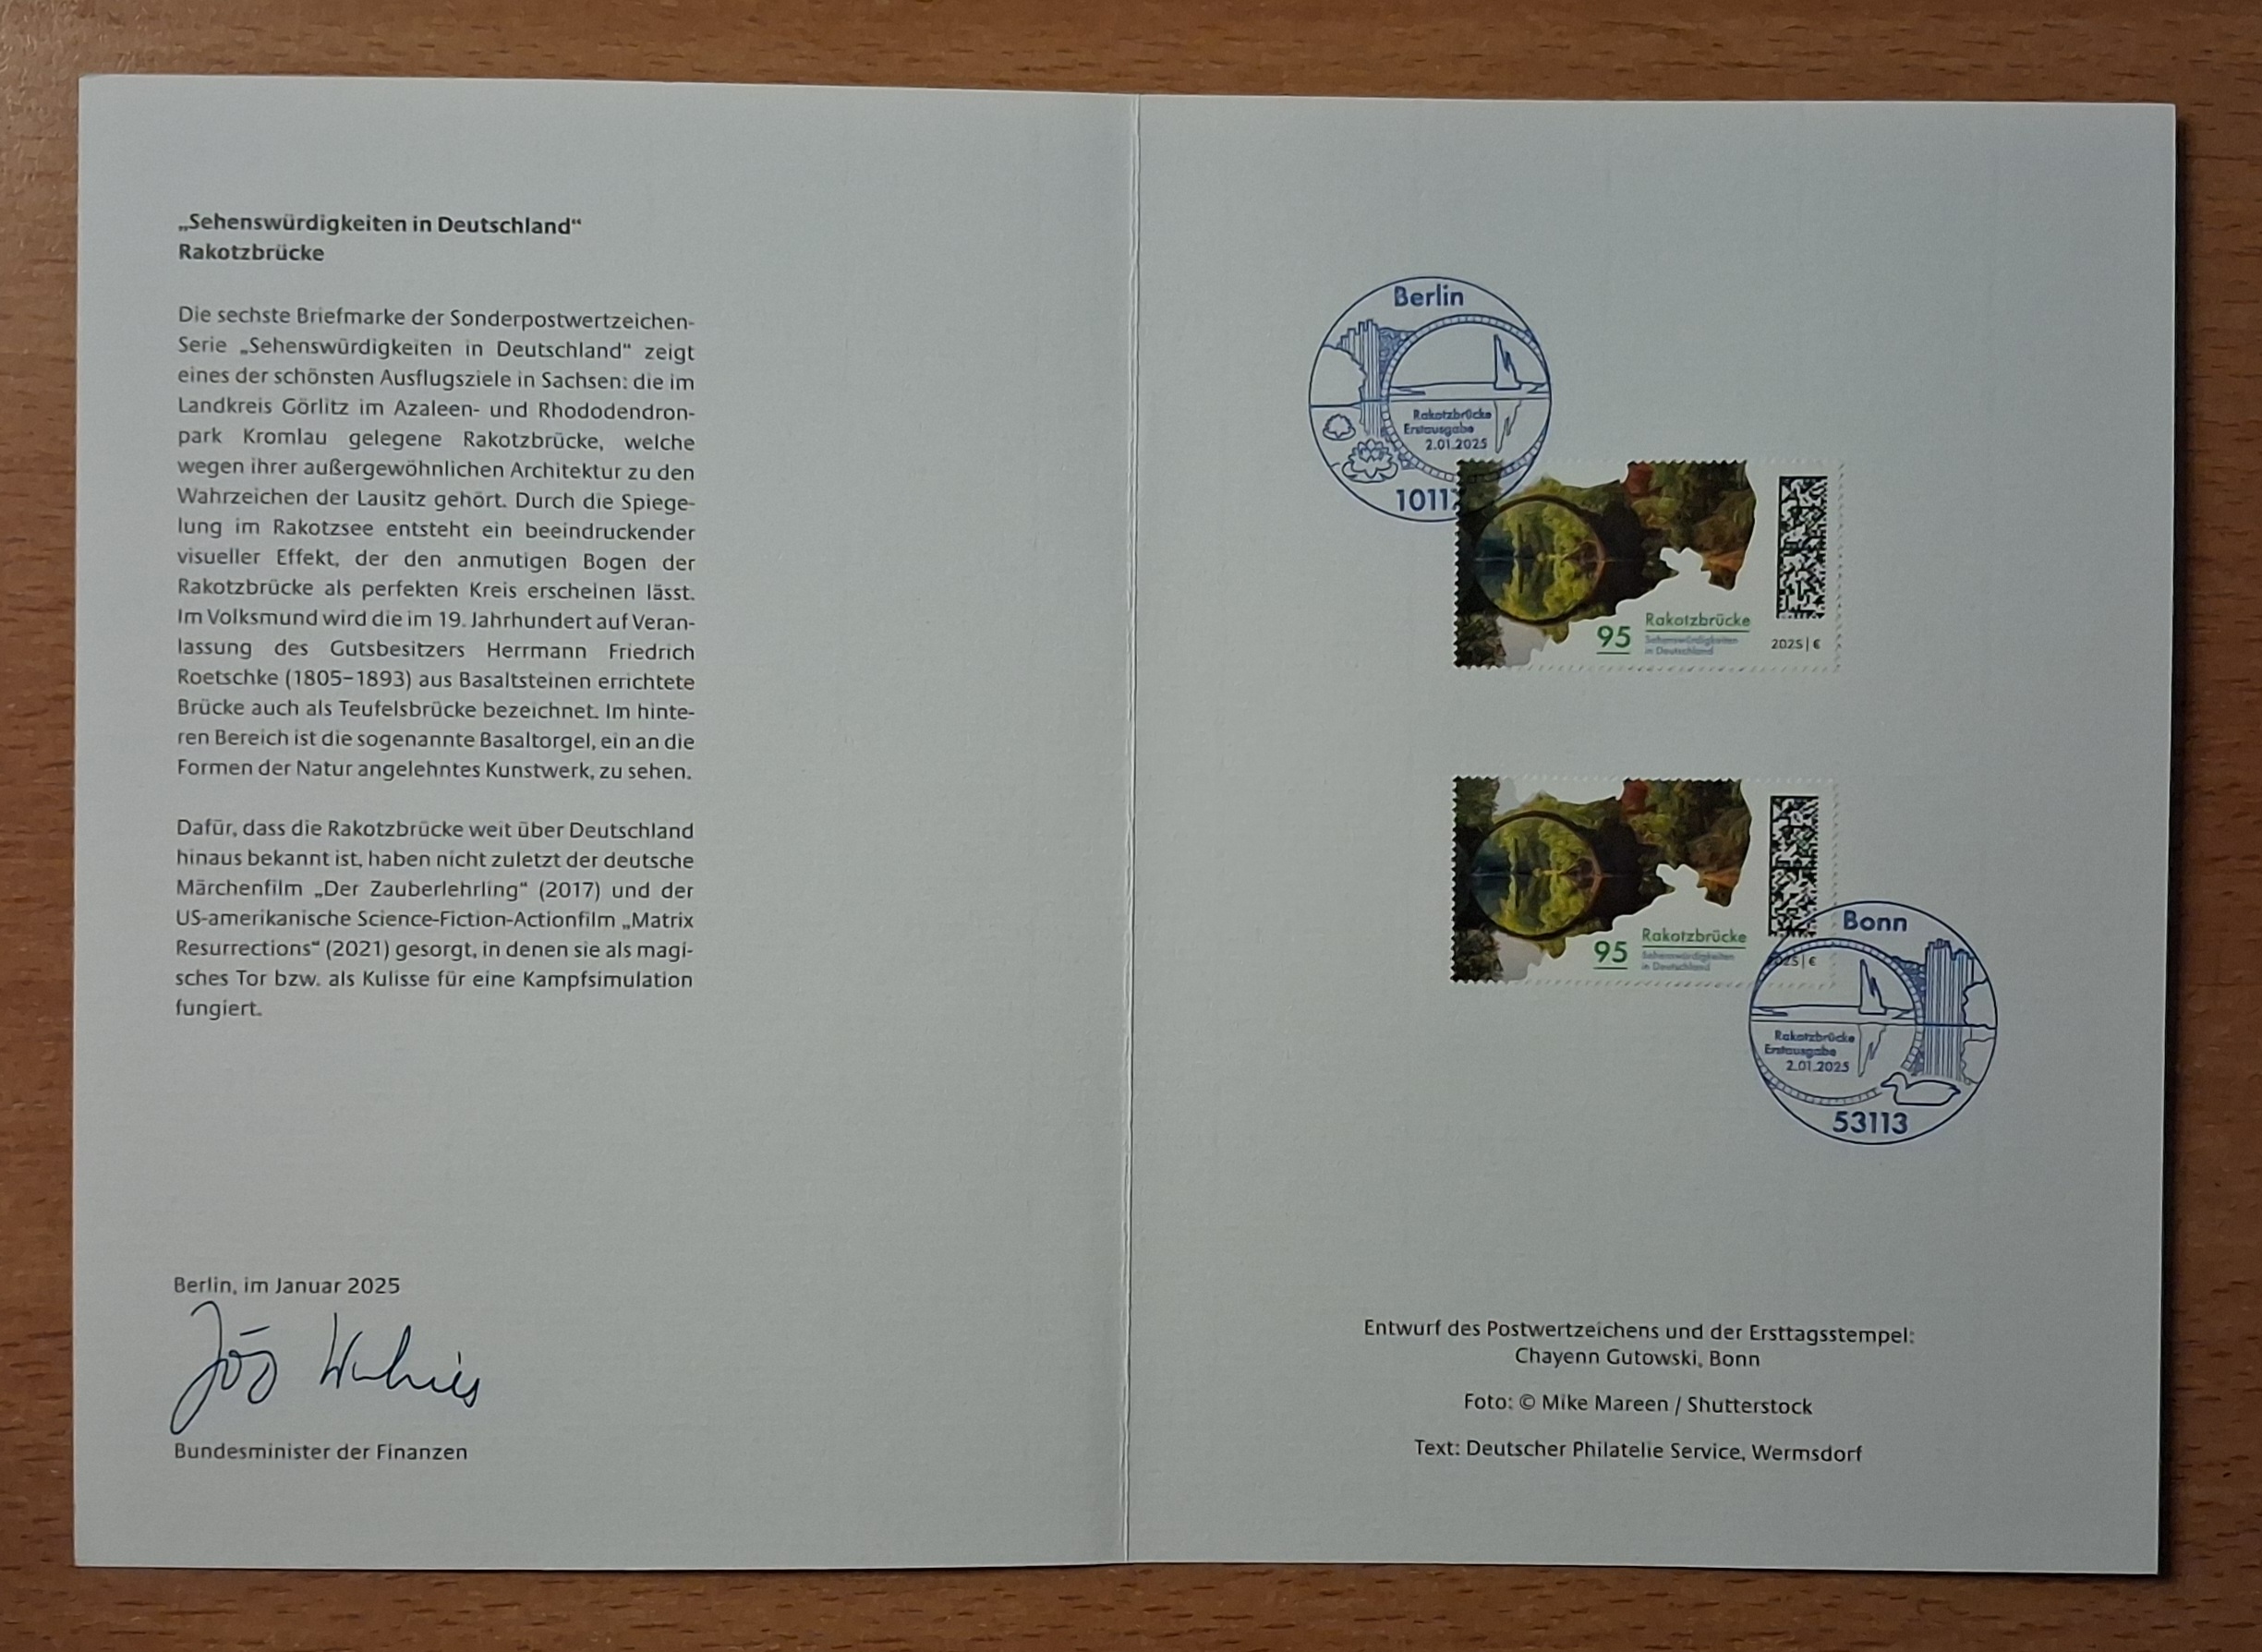 „Sehenswürdigkeiten in Deutschland“
Rakotzbrücke
Die sechste Briefmarke der Sonderpostwertzeichen-
Serie „Sehenswürdigkeiten in Deutschland“ zeigt
eines der schönsten Ausflugsziele in Sachsen: die im
Landkreis Görlitz im Azaleen- und Rhododendron-
park Kromlau gelegene Rakotzbrücke, welche
wegen ihrer außergewöhnlichen Architektur zu den
Wahrzeichen der Lausitz gehört. Durch die Spiege-
lung im Rakotzsee entsteht ein beeindruckender
visueller Effekt, der den anmutigen Bogen der
Rakotzbrücke als perfekten Kreis erscheinen lässt.
Im Volksmund wird die im 19. Jahrhundert auf Veran-
lassung des Gutsbesitzers Herrmann Friedrich
Roetschke (1805–1893) aus Basaltsteinen errichtete
Brücke auch als Teufelsbrücke bezeichnet. Im hinte-
ren Bereich ist die sogenannte Basaltorgel, ein an die
Formen der Natur angelehntes Kunstwerk, zu sehen.
Dafür, dass die Rakotzbrücke weit über Deutschland
hinaus bekannt ist, haben nicht zuletzt der deutsche
Märchenfilm „Der Zauberlehrling“ (2017) und der
US-amerikanische Science-Fiction-Actionfilm „Matrix
Resurrections“ (2021) gesorgt, in denen sie als magi-
sches Tor bzw. als Kulisse für eine Kampfsimulation
fungiert.
Berlin, im Januar 2025
Bundesminister der Finanzen
Berlin
Rakotzbrücke
Erstausgabe
2.01.2025
10117
95
Rakotzbrücke
Sehenswürdigkeiten
in Deutschland
2025 | €
95
Rakotzbrücke
Sehenswürdigkeiten
in Deutschland
2025 | €
Bonn
Rakotzbrücke
Erstausgabe
2.01.2025
53113
Entwurf des Postwertzeichens und der Ersttagsstempel:
Chayenn Gutowski, Bonn
Foto: © Mike Mareen / Shutterstock
Text: Deutscher Philatelie Service, Wermsdorf